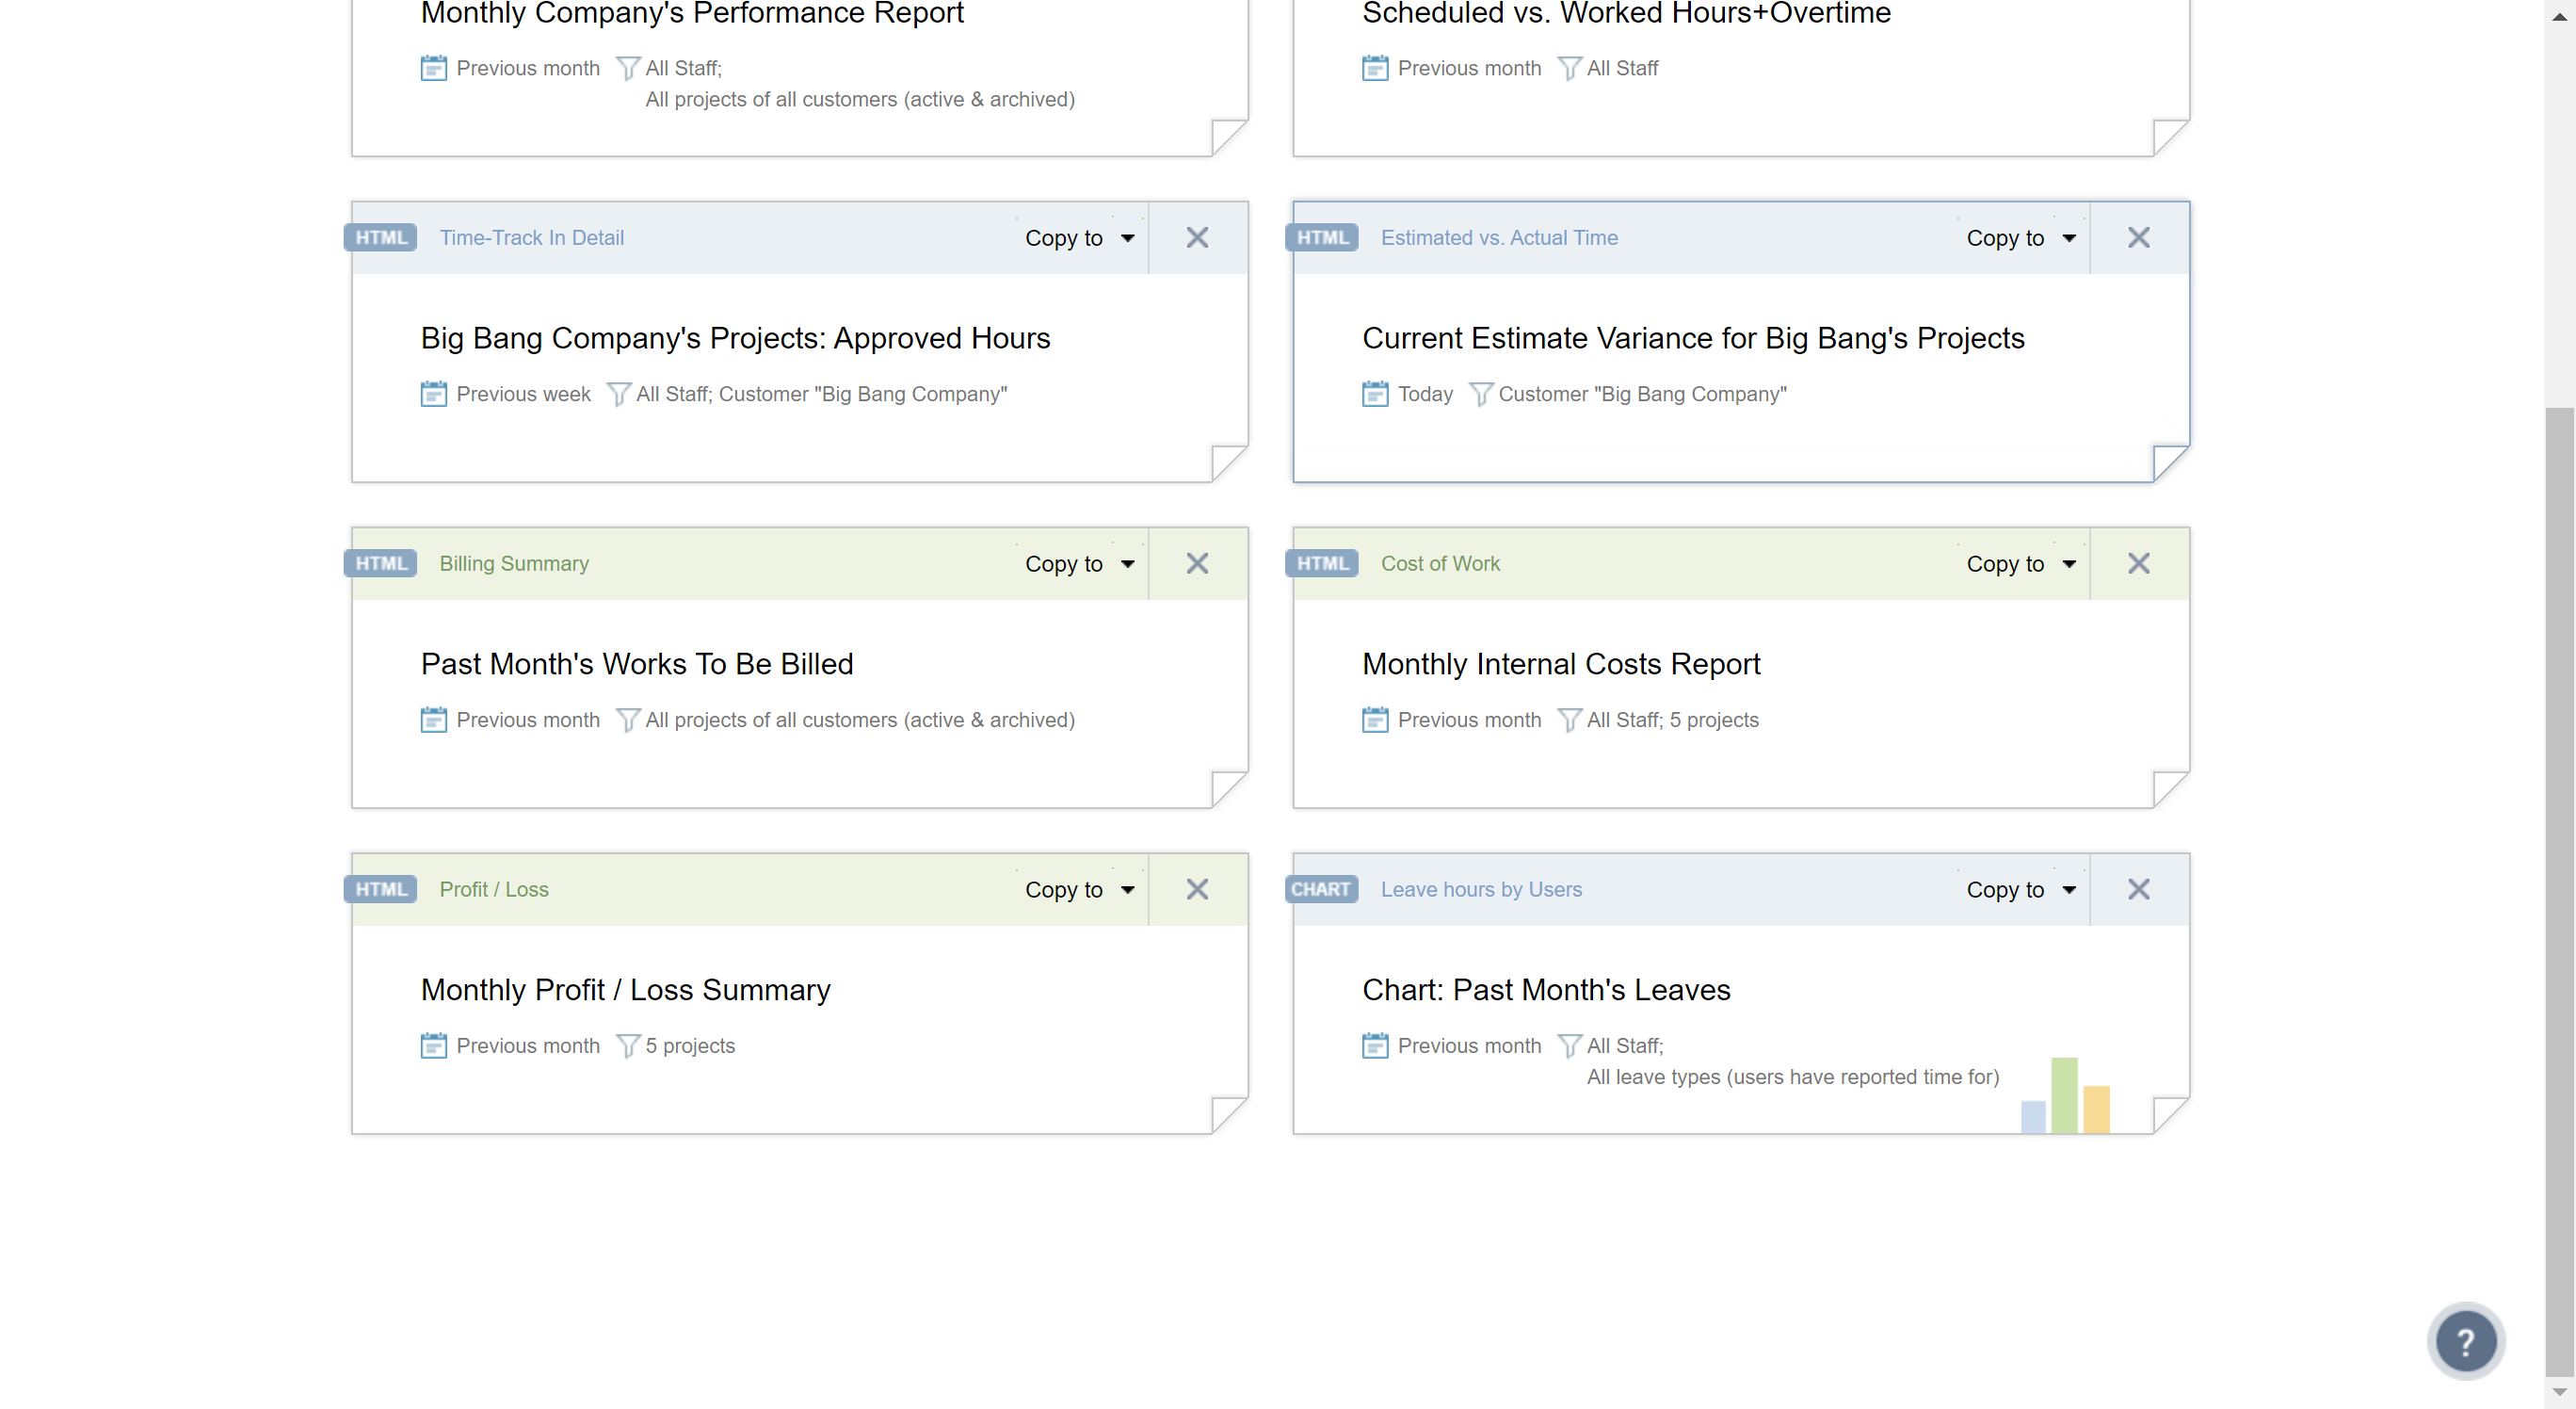 Monthly Company's Performance Report
Previous month All Staff;
All projects of all customers (active & archived)
Scheduled vs. Worked Hours+Overtime
Previous month All Staff
HTML Time-Track In Detail Copy to
Big Bang Company's Projects: Approved Hours
Previous week All Staff; Customer "Big Bang Company"
HTML Estimated vs. Actual Time Copy to
Current Estimate Variance for Big Bang's Projects
Today Customer "Big Bang Company"
HTML Billing Summary Copy to
Past Month's Works To Be Billed
Previous month All projects of all customers (active & archived)
HTML Cost of Work Copy to
Monthly Internal Costs Report
Previous month All Staff; 5 projects
HTML Profit / Loss Copy to
Monthly Profit / Loss Summary
Previous month 5 projects
CHART Leave hours by Users Copy to
Chart: Past Month's Leaves
Previous month All Staff;
All leave types (users have reported time for)
?